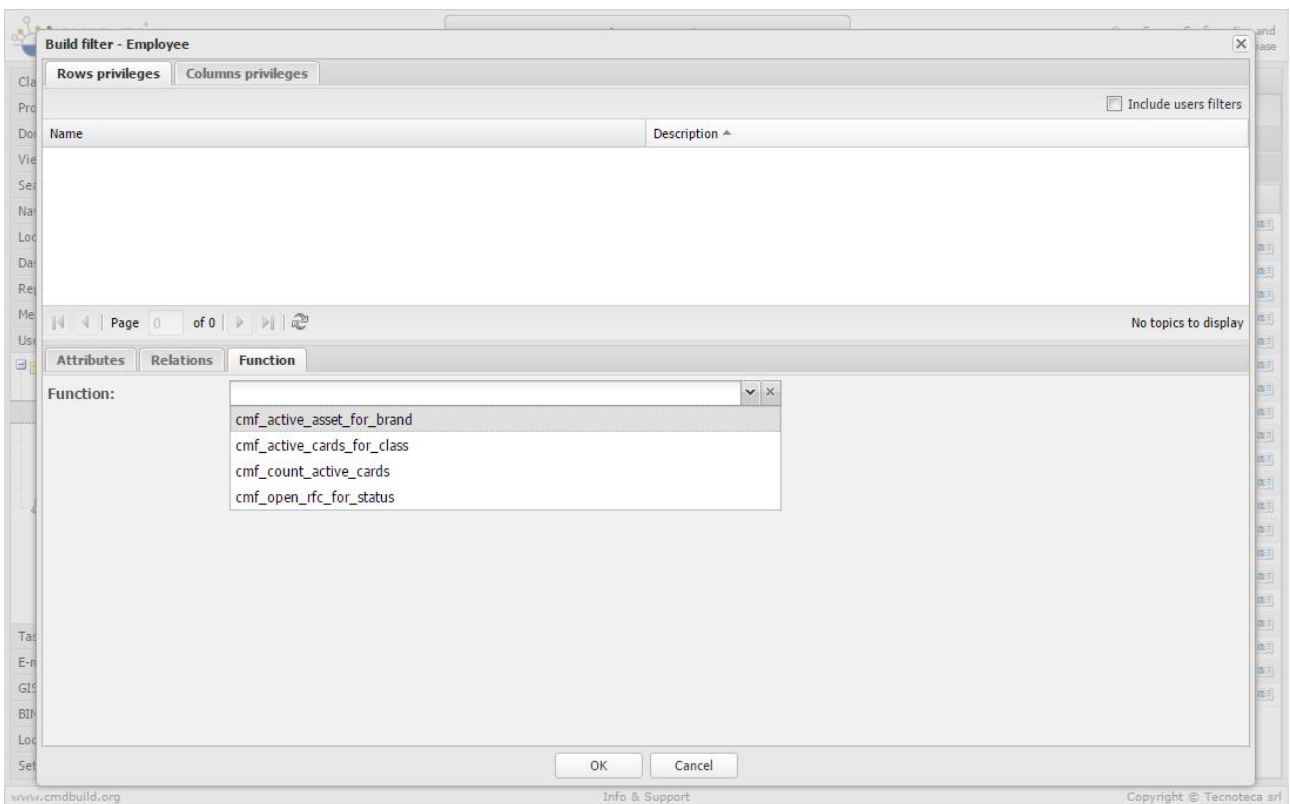 Build filter - Employee
Rows privileges Columns privileges
Include users filters
Name Description
Page 0 of 0 No topics to display
Attributes Relations Function
Function:
cmf_active_asset_for_brand
cmf_active_cards_for_class
cmf_count_active_cards
cmf_open_rfc_for_status
OK Cancel
www.cmdbuild.org Info & Support Copyright © Tecnoteca srl